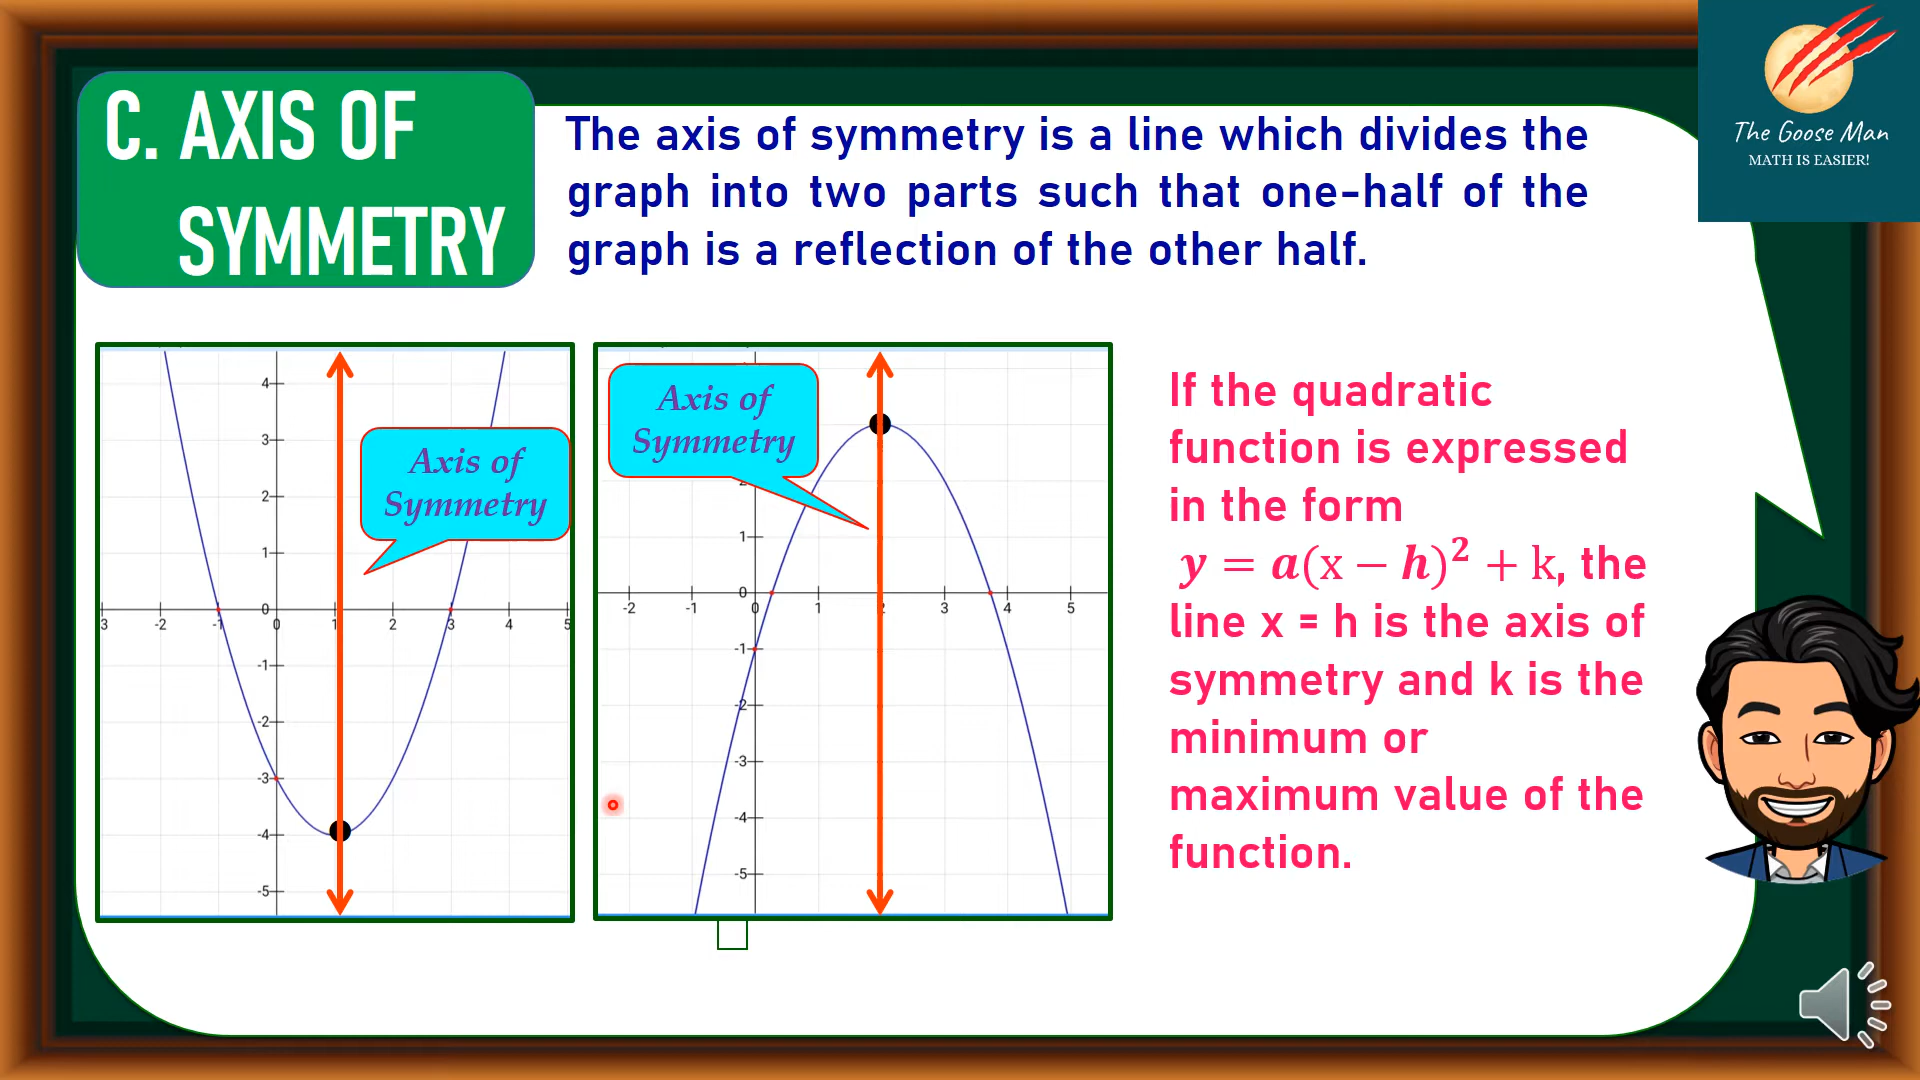 C. AXIS OF
SYMMETRY
The axis of symmetry is a line which divides the
graph into two parts such that one-half of the
graph is a reflection of the other half.
The Goose Man
MATH IS EASIER!
4
3
2
1
0
-1
-2
-3
-4
-5
3 -2 -1 0 1 2 3 4 5
Axis of
Symmetry
Axis of
Symmetry
2
1
0
-1
-2
-3
-4
-5
-2 -1 0 1 2 3 4 5
If the quadratic
function is expressed
in the form
y = a(x − h)² + k, the
line x = h is the axis of
symmetry and k is the
minimum or
maximum value of the
function.